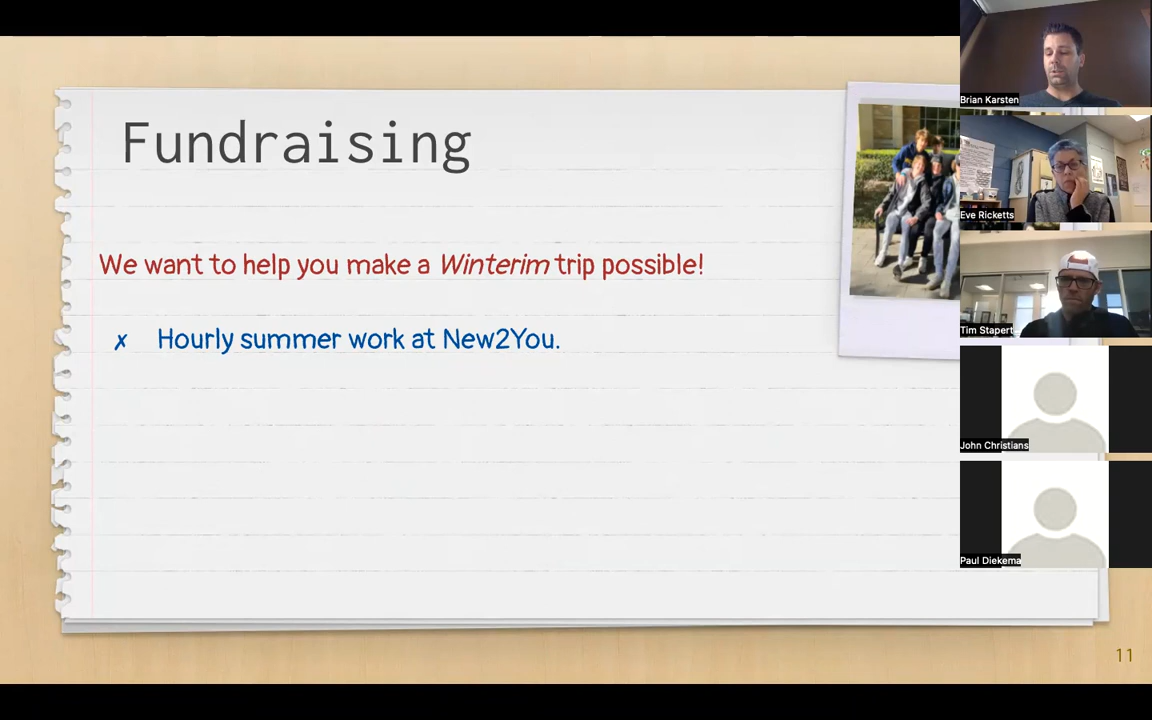 Fundraising
We want to help you make a Winterim trip possible!
✗ Hourly summer work at New2You.
Brian Karsten
Eve Ricketts
Tim Stapert
John Christians
Paul Diekema
11